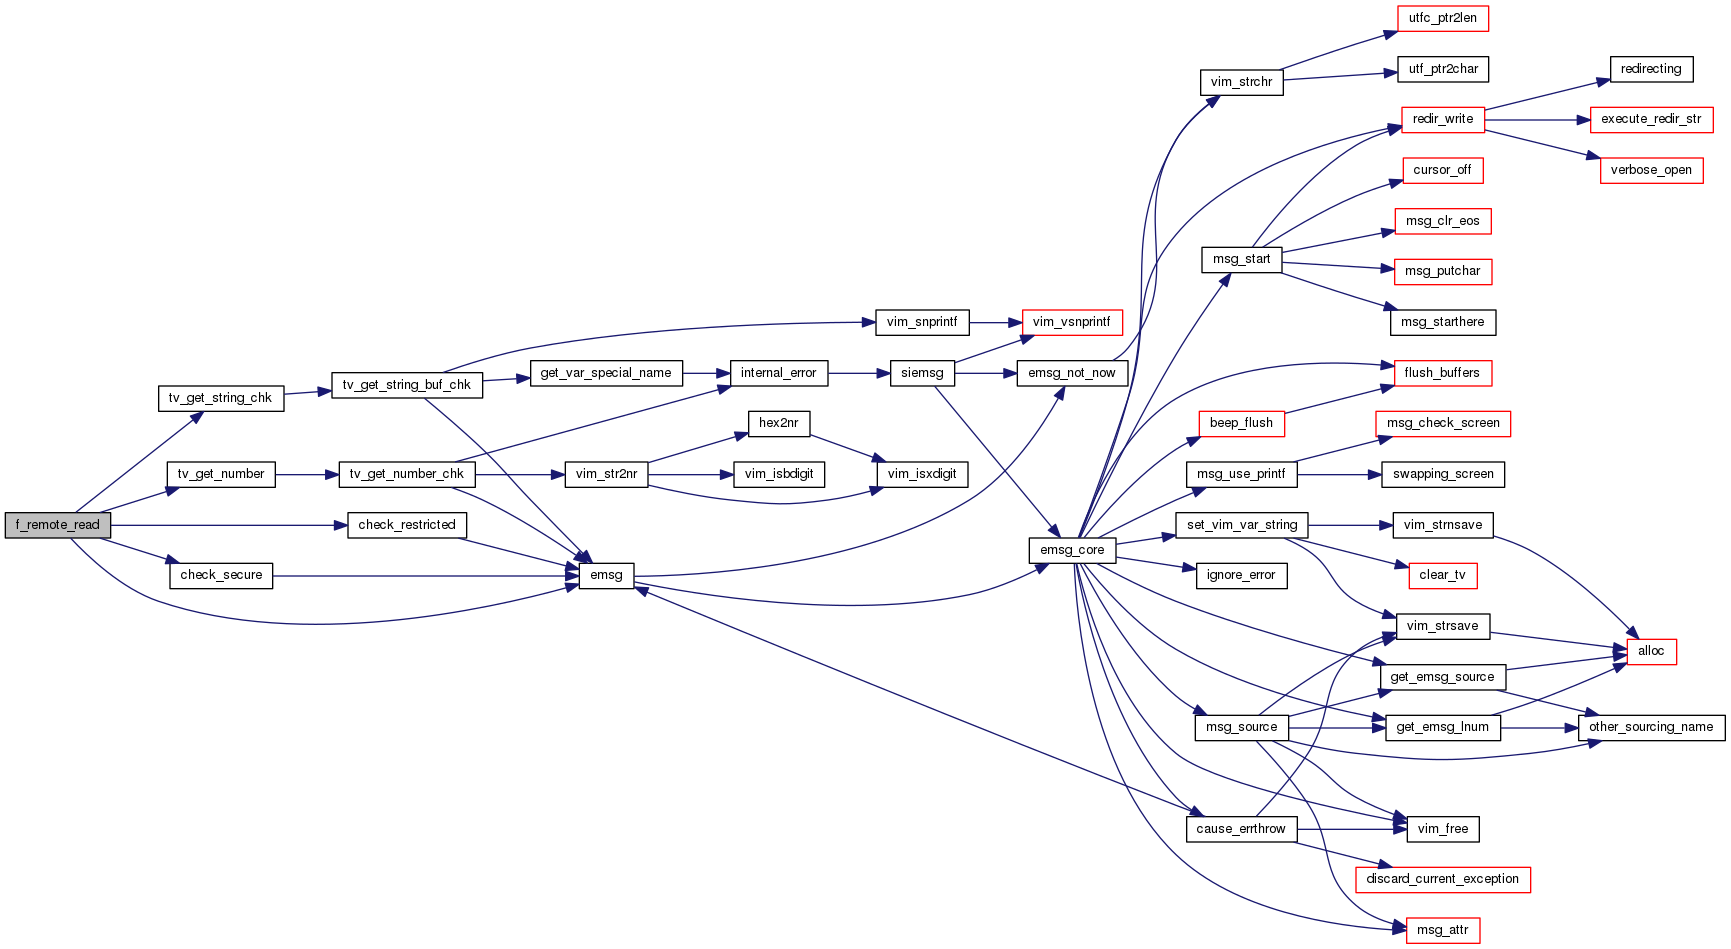 utfc_ptr2len
vim_strchr
utf_ptr2char
redirecting
redir_write
execute_redir_str
cursor_off
verbose_open
msg_clr_eos
msg_start
msg_putchar
vim_snprintf
vim_vsnprintf
msg_starthere
tv_get_string_chk
tv_get_string_buf_chk
get_var_special_name
internal_error
siemsg
emsg_not_now
flush_buffers
hex2nr
beep_flush
msg_check_screen
tv_get_number
tv_get_number_chk
vim_str2nr
vim_isbdigit
vim_isxdigit
msg_use_printf
swapping_screen
f_remote_read
check_restricted
set_vim_var_string
vim_strnsave
emsg_core
check_secure
emsg
ignore_error
clear_tv
vim_strsave
alloc
get_emsg_source
msg_source
get_emsg_lnum
other_sourcing_name
cause_errthrow
vim_free
discard_current_exception
msg_attr